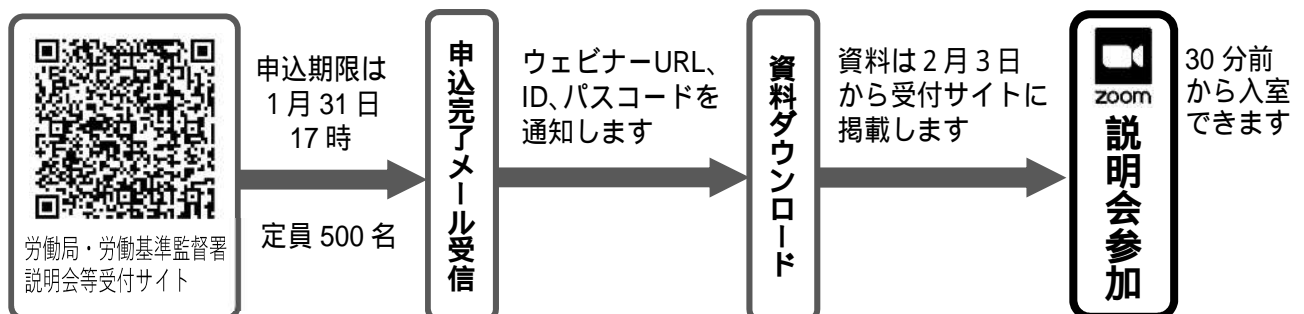 労働局・労働基準監督署
説明会等受付サイト
申込期限は
1月31日
17時
定員 500 名
申込完了メール受信
ウェビナーURL、
ID、パスコードを
通知します
資料ダウンロード
資料は2月3日
から受付サイトに
掲載します
zoom
説明会参加
30 分前
から入室
できます